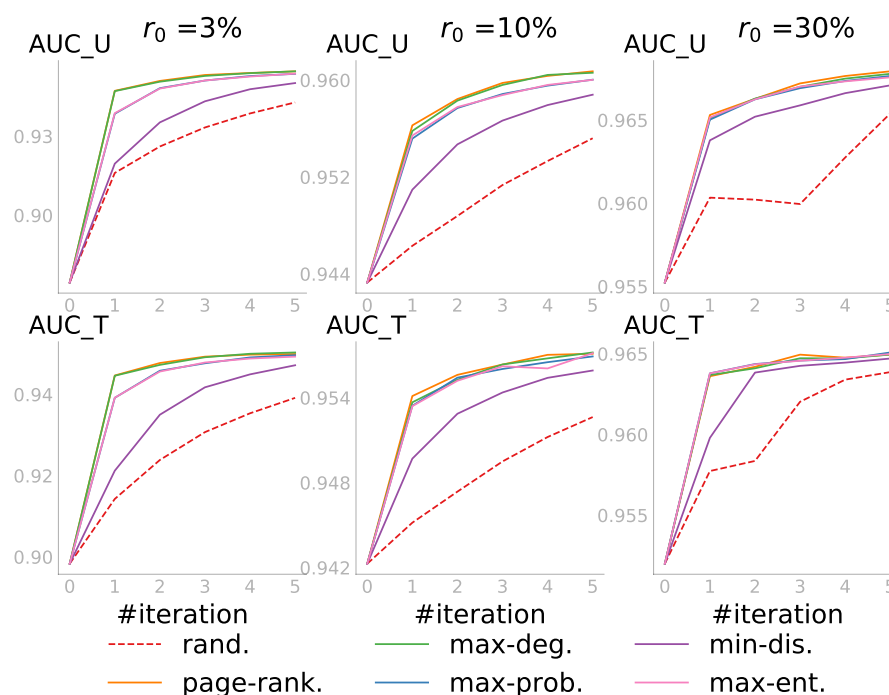 r₀ =3% r₀ =10% r₀ =30%
AUC_U AUC_U AUC_U
0.93
0.90
0 1 2 3 4 5
0.960
0.952
0.944
0 1 2 3 4 5
0.965
0.960
0.955
0 1 2 3 4 5
AUC_T AUC_T AUC_T
0.94
0.92
0.90
0 1 2 3 4 5
0.954
0.948
0.942
0 1 2 3 4 5
0.965
0.960
0.955
0 1 2 3 4 5
#iteration #iteration #iteration
rand. max-deg. min-dis.
page-rank. max-prob. max-ent.